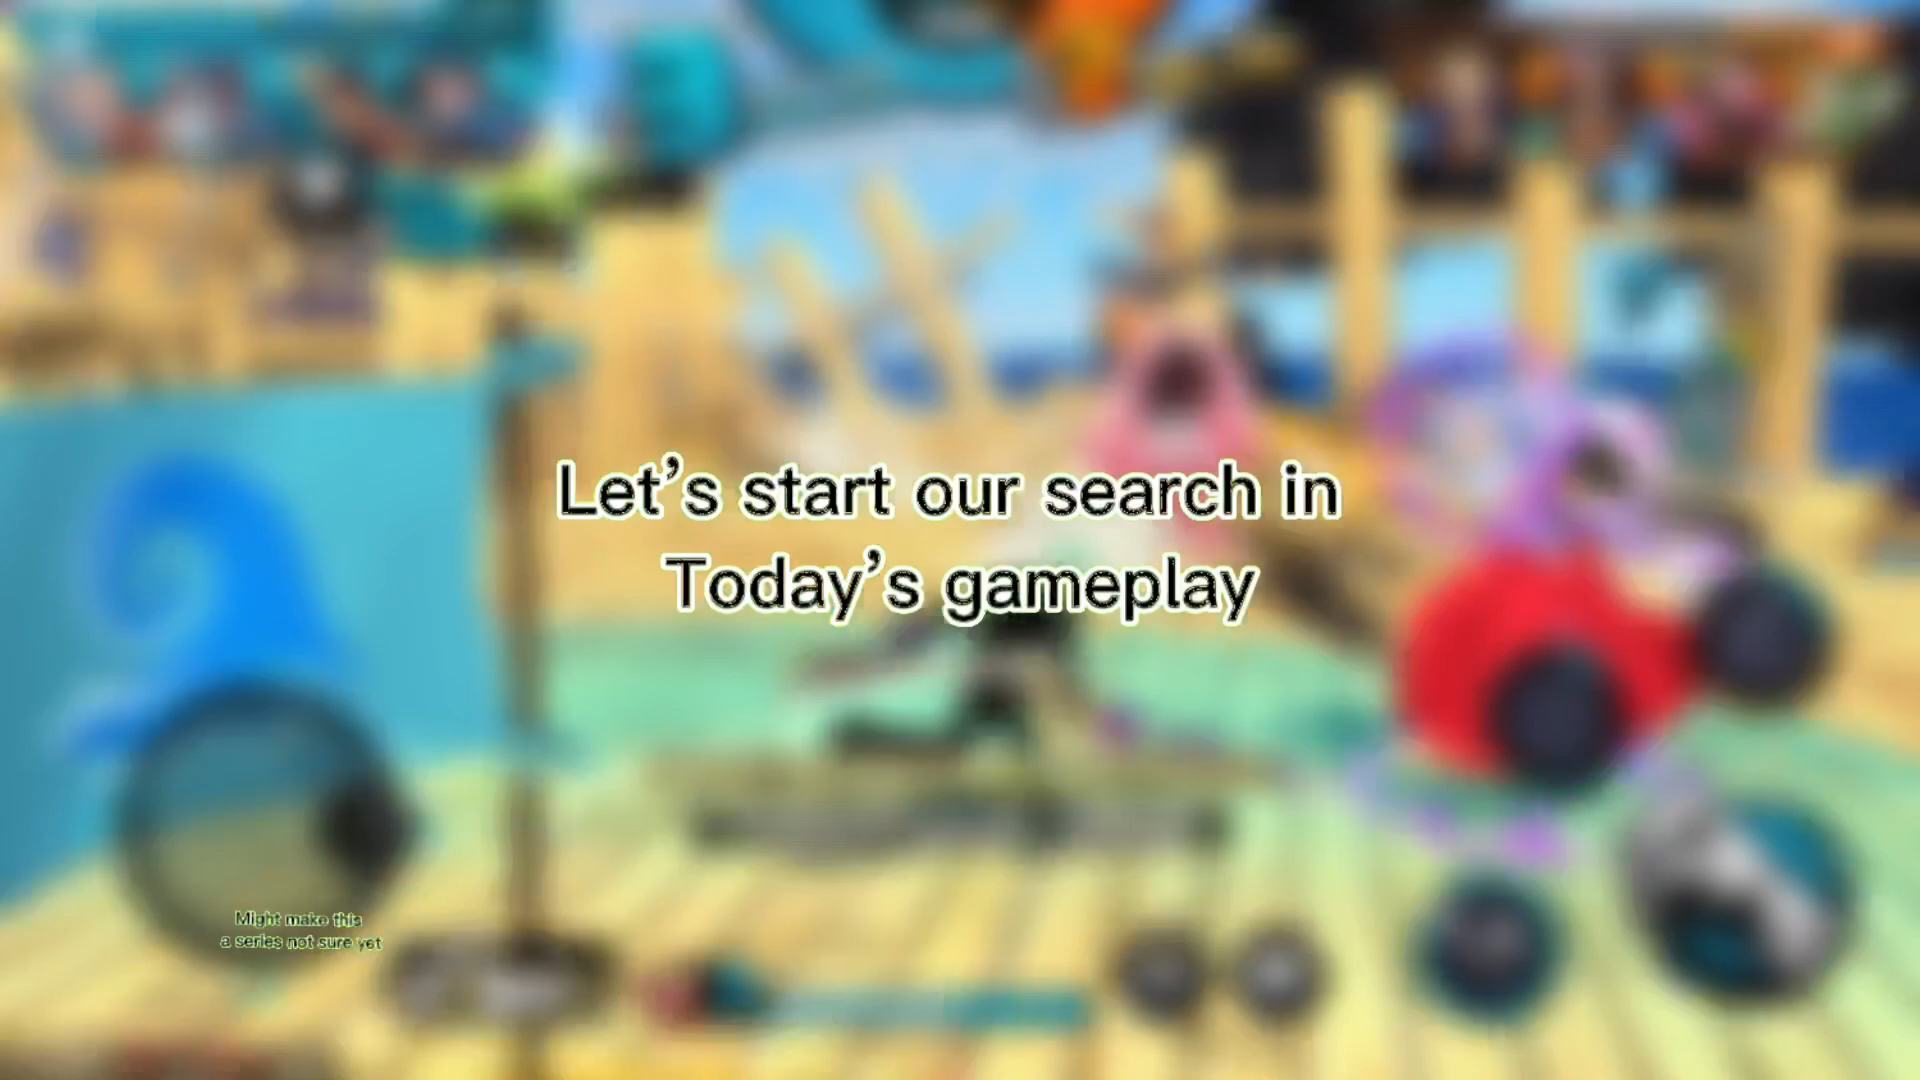 Let's start our search in
Today's gameplay
Might make this
a series not sure yet